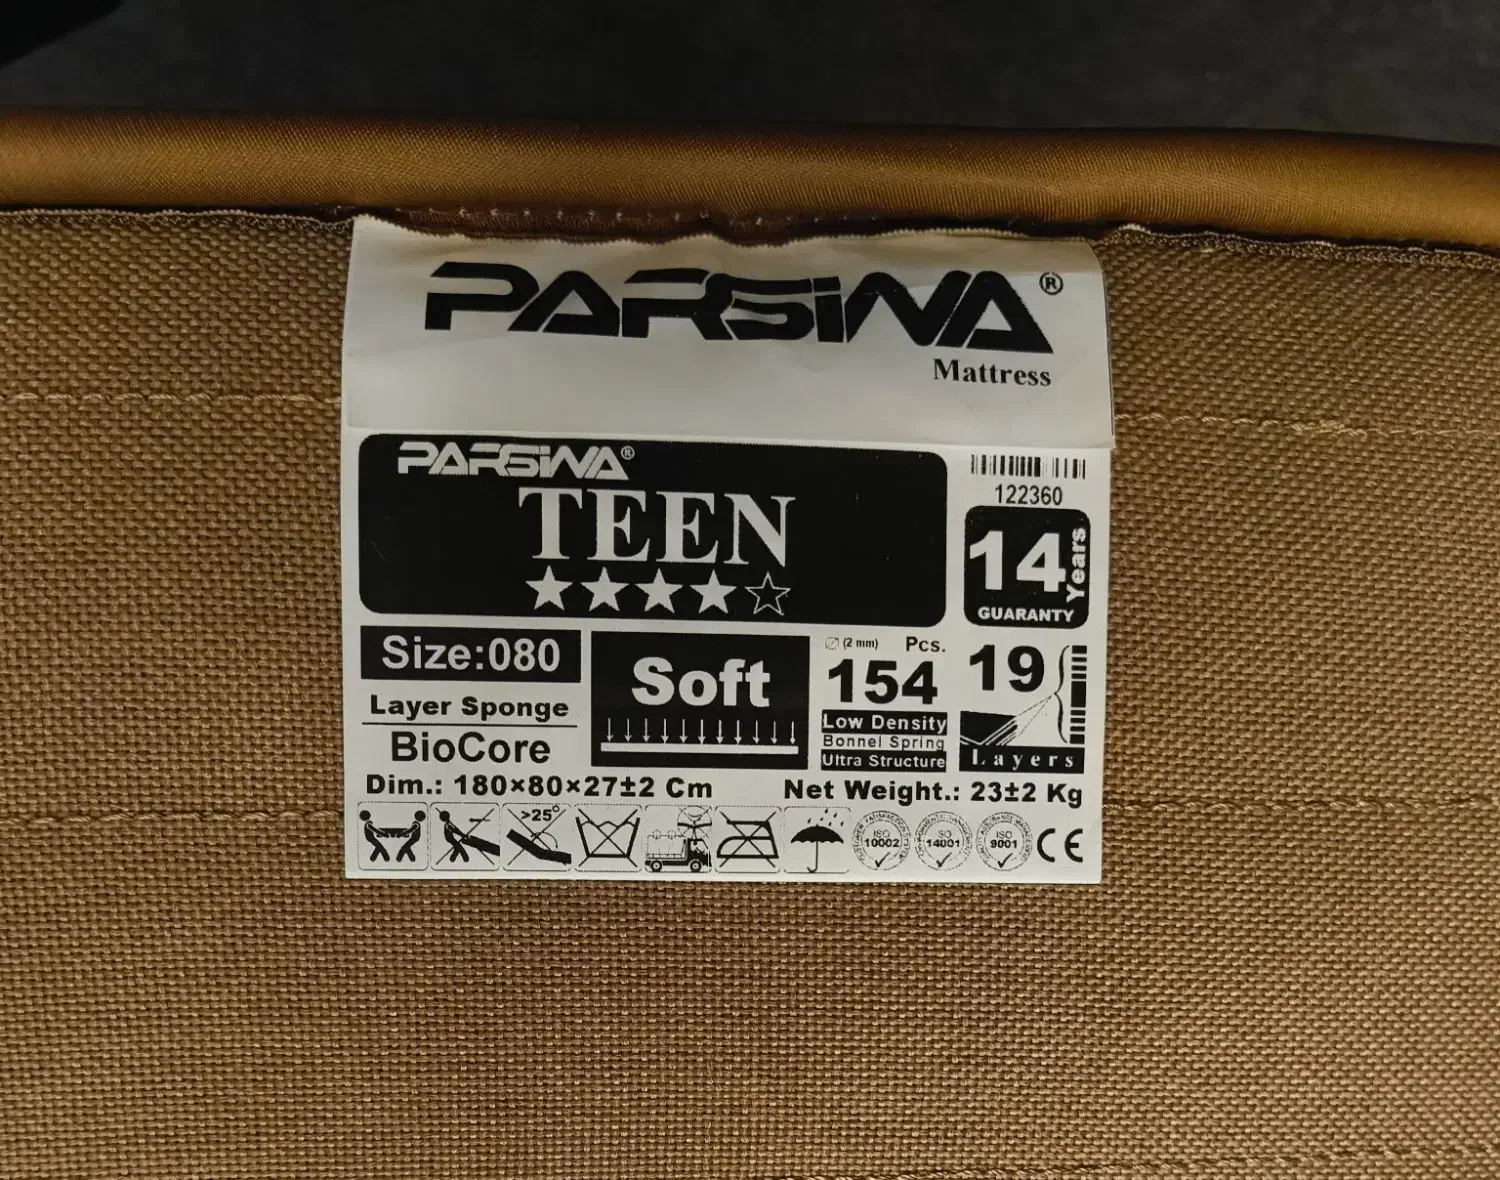 PARSIWA®
Mattress
PARSIWA®
TEEN
122360
14 Years
GUARANTY
Size:080
Layer Sponge
BioCore
Soft
(2 mm) Pcs.
154
Low Density
Bonnel Spring
Ultra Structure
19
Layers
Dim.: 180×80×27±2 Cm
Net Weight.: 23±2 Kg
>25°
ISO
10002
ISO
14001
ISO
9001
CE